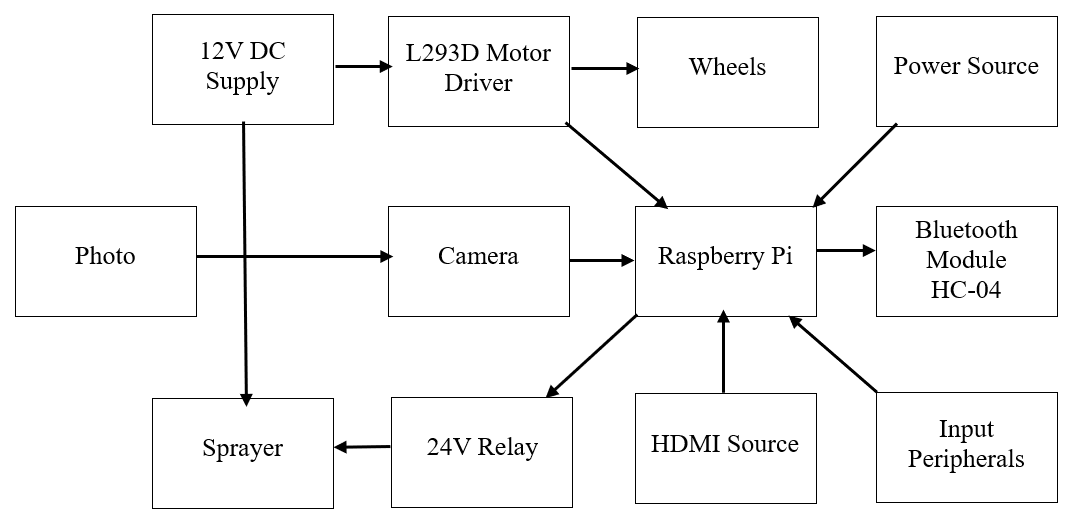 12V DC
Supply
L293D Motor
Driver
Wheels
Power Source
Photo
Camera
Raspberry Pi
Bluetooth
Module
HC-04
Sprayer
24V Relay
HDMI Source
Input
Peripherals